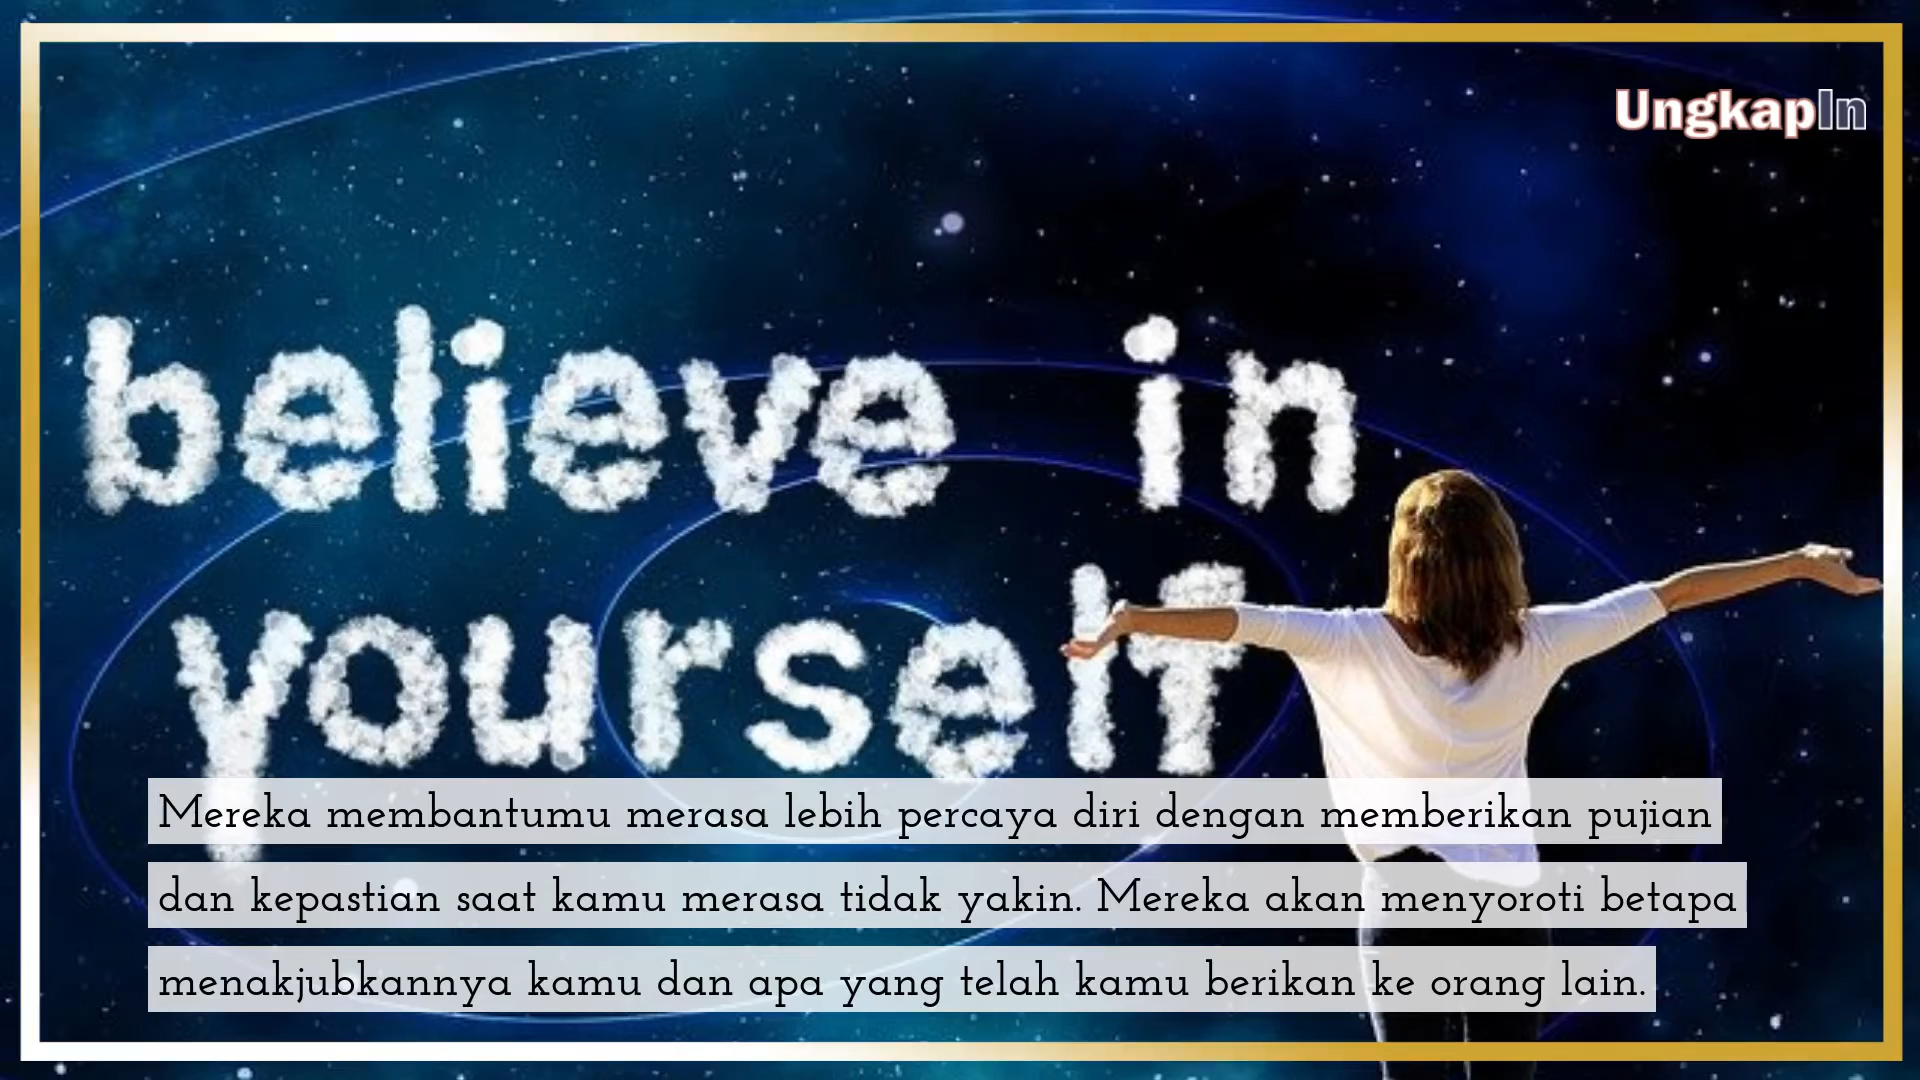 UngkapIn
believe in
yourself
Mereka membantumu merasa lebih percaya diri dengan memberikan pujian
dan kepastian saat kamu merasa tidak yakin. Mereka akan menyoroti betapa
menakjubkannya kamu dan apa yang telah kamu berikan ke orang lain.